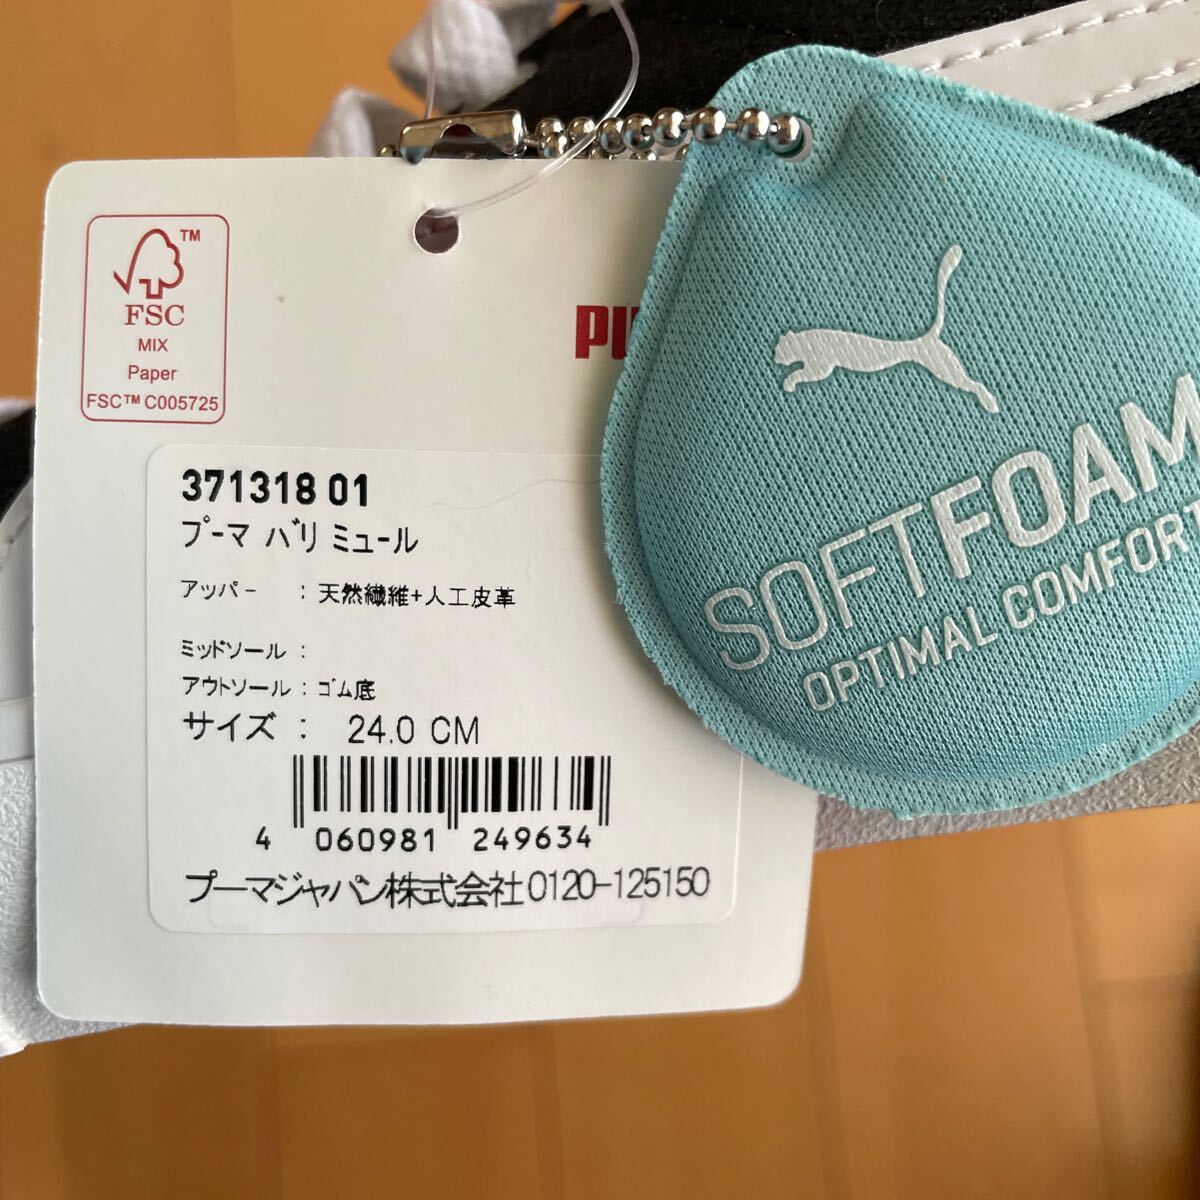 TM
FSC
MIX
Paper
FSC™ C005725
371318 01
プーマ バリ ミュール
アッパー : 天然繊維+人工皮革
ミッドソール :
アウトソール : ゴム底
サイズ : 24.0 CM
4 060981 249634
プーマジャパン株式会社 0120-125150
SOFTFOAM
OPTIMAL COMFORT